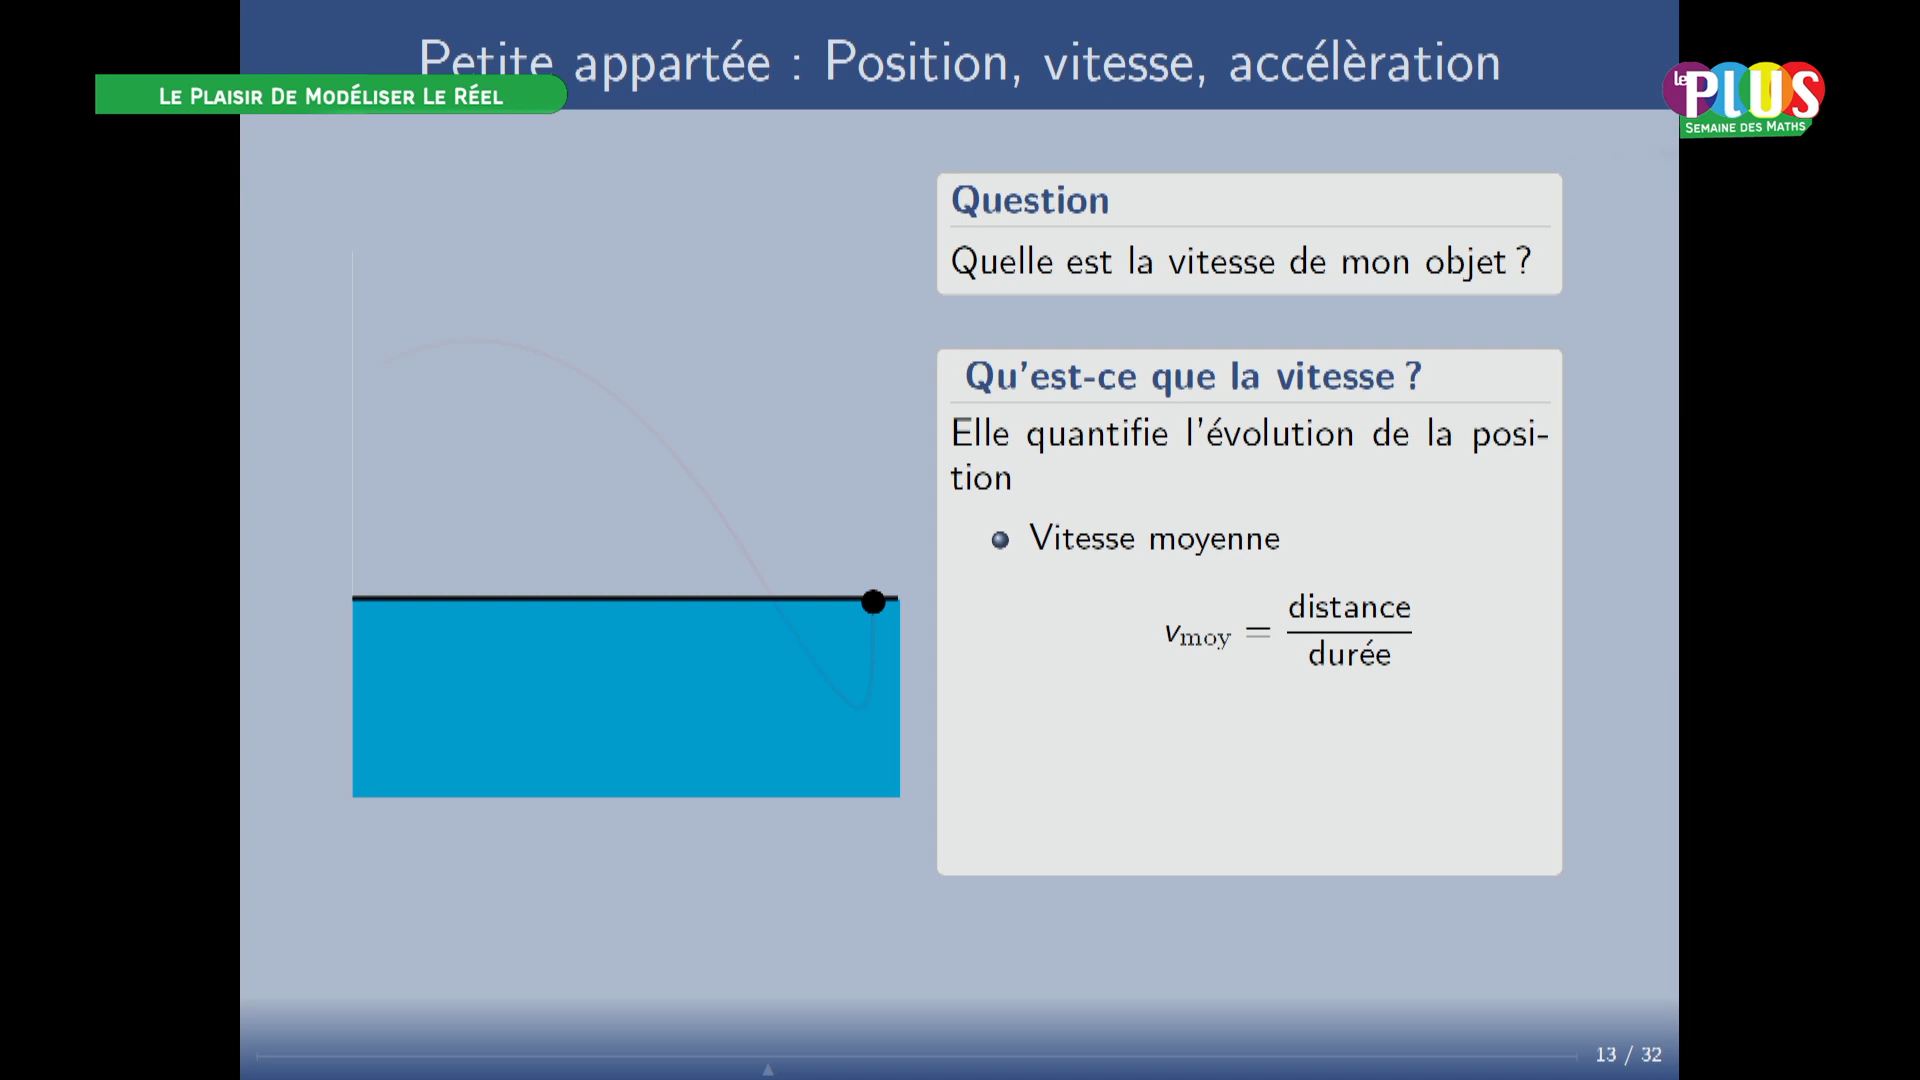 Petite appartée : Position, vitesse, accélèration
Le Plaisir De Modéliser Le Réel
le PLUS
Semaine des Maths
Question
Quelle est la vitesse de mon objet ?
Qu'est-ce que la vitesse ?
Elle quantifie l'évolution de la posi-
tion
Vitesse moyenne
v_moy = distance / durée
13 / 32